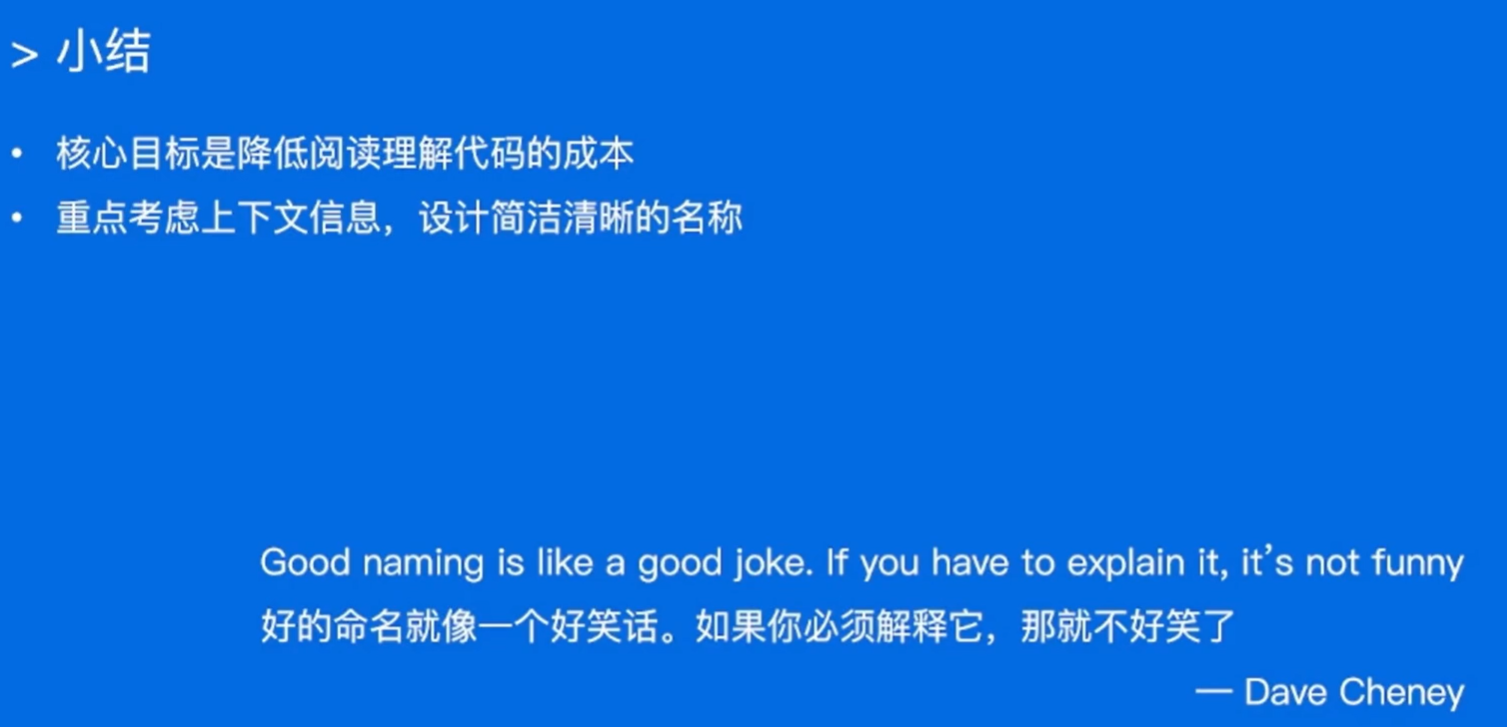 > 小结
• 核心目标是降低阅读理解代码的成本
• 重点考虑上下文信息，设计简洁清晰的名称
Good naming is like a good joke. If you have to explain it, it’s not funny
好的命名就像一个好笑话。如果你必须解释它，那就不好笑了
— Dave Cheney